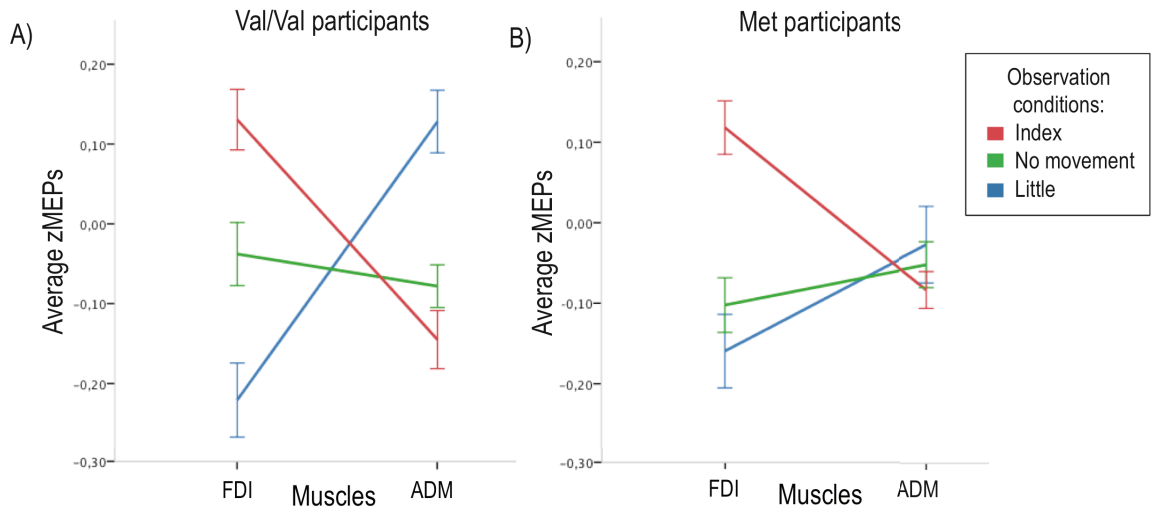 A)
Val/Val participants
0,20
0,10
0,00
-0,10
-0,20
-0,30
Average zMEPs
FDI
Muscles
ADM
B)
Met participants
0,20
0,10
0,00
-0,10
-0,20
-0,30
Average zMEPs
FDI
Muscles
ADM
Observation
conditions:
Index
No movement
Little